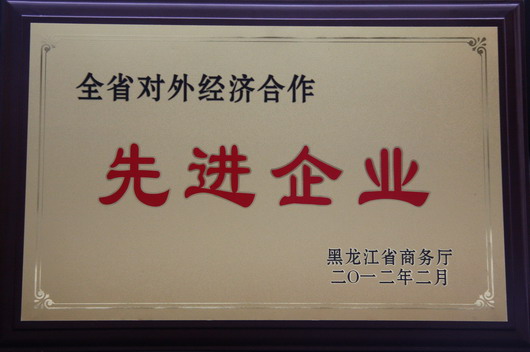 全省对外经济合作
先进企业
黑龙江省商务厅
二〇一二年二月